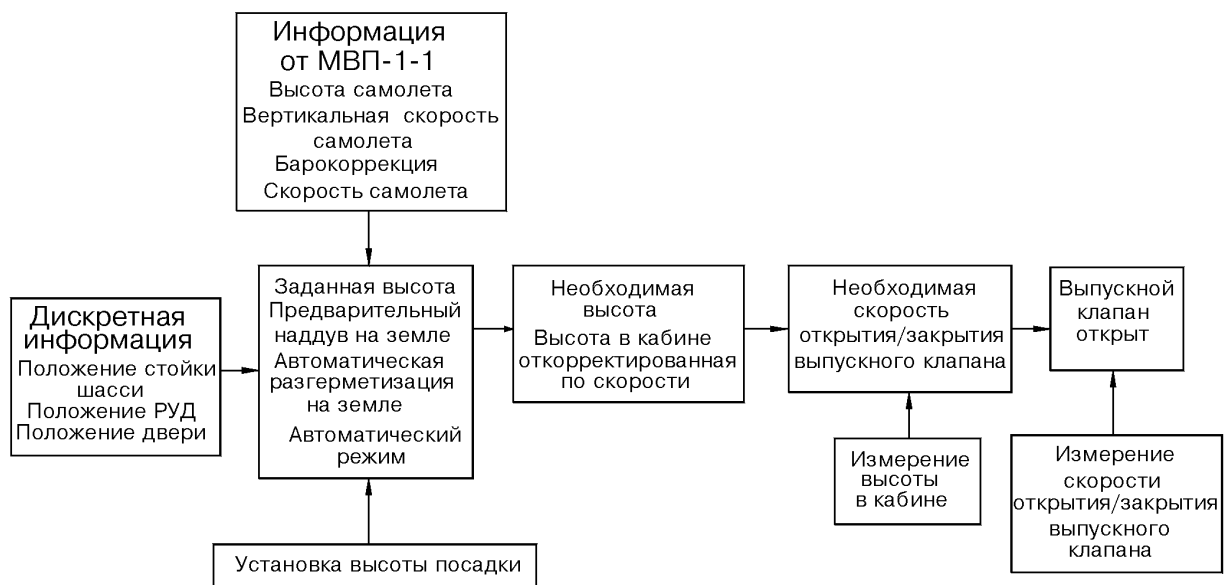 Информация
от МВП-1-1
Высота самолета
Вертикальная скорость
самолета
Барокоррекция
Скорость самолета
Дискретная
информация
Положение стойки
шасси
Положение РУД
Положение двери
Заданная высота
Предварительный
наддув на земле
Автоматическая
разгерметизация
на земле
Автоматический
режим
Установка высоты посадки
Необходимая
высота
Высота в кабине
откорректированная
по скорости
Необходимая
скорость
открытия/закрытия
выпускного клапана
Измерение
высоты
в кабине
Выпускной
клапан
открыт
Измерение
скорости
открытия/закрытия
выпускного
клапана